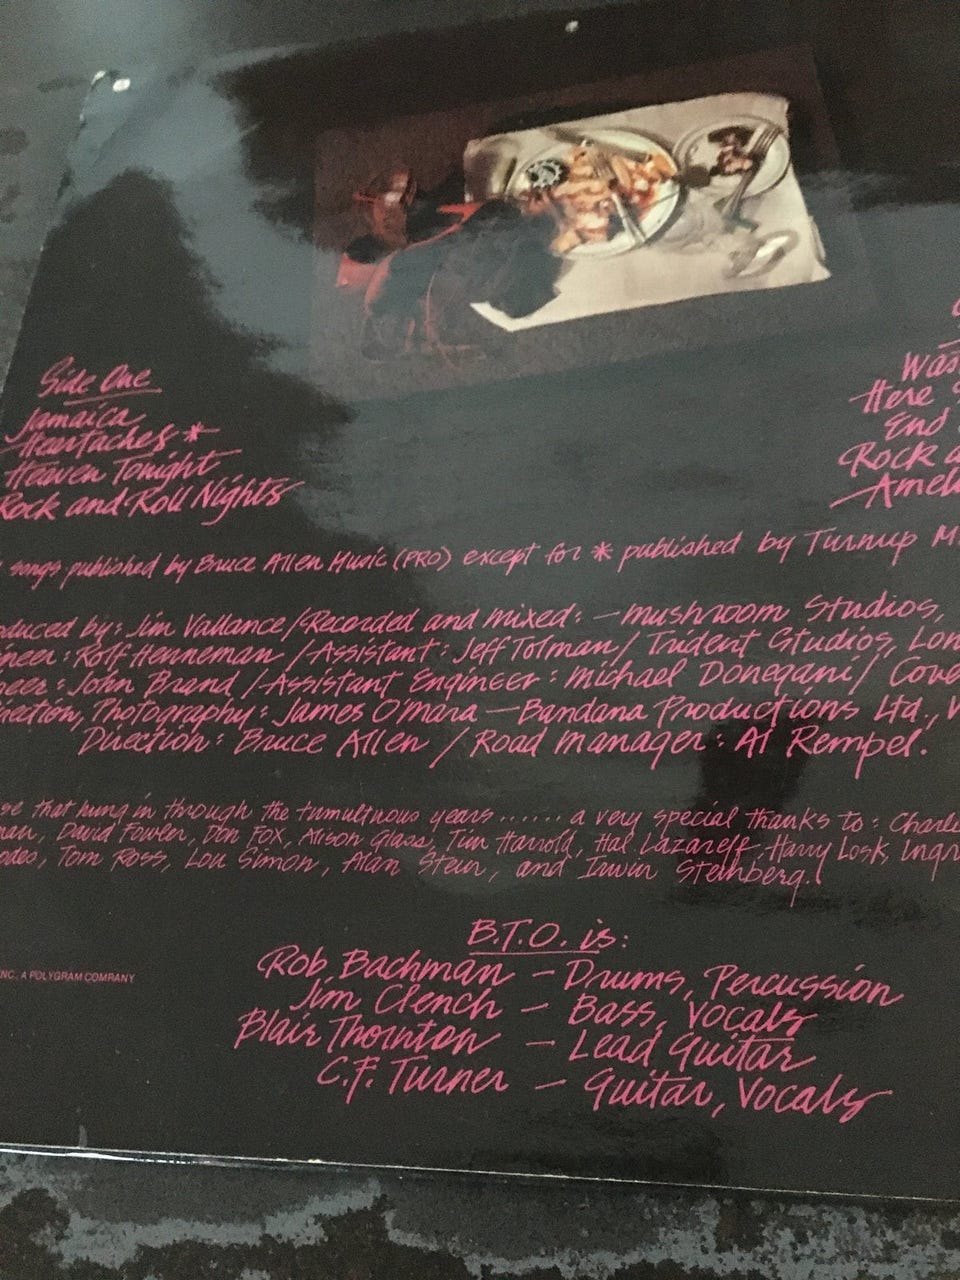 Side One
Jamaica
Heartaches *
Heaven Tonight
Rock and Roll Nights
Was
Here
End
Rock a
Amel
songs published by Bruce Allen Music (PRO) except for * published by Turnup M
oduced by: Jim Vallance / Recorded and mixed: - Mushroom Studios,
ineer: Rolf Henneman / Assistant: Jeff Tolman / Trident Studios, Lon
neer: John Brand / Assistant Engineer: Michael Donegani / Cove
irection, Photography: James O'Mara - Bandana Productions Ltd., V
Direction: Bruce Allen / Road Manager: Al Rempel.
se that hung in through the tumultuous years ...... a very special thanks to: Charlie
man, David Fowler, Don Fox, Alison Glass, Tim Harrold, Hal Lazareff, Harry Losk, Ingr
odes, Tom Ross, Lou Simon, Alan Stein, and Irwin Steinberg.
B.T.O. is:
Rob Bachman - Drums, Percussion
Jim Clench - Bass, Vocals
Blair Thornton - Lead Guitar
C.F. Turner - Guitar, Vocals
NC. A POLYGRAM COMPANY